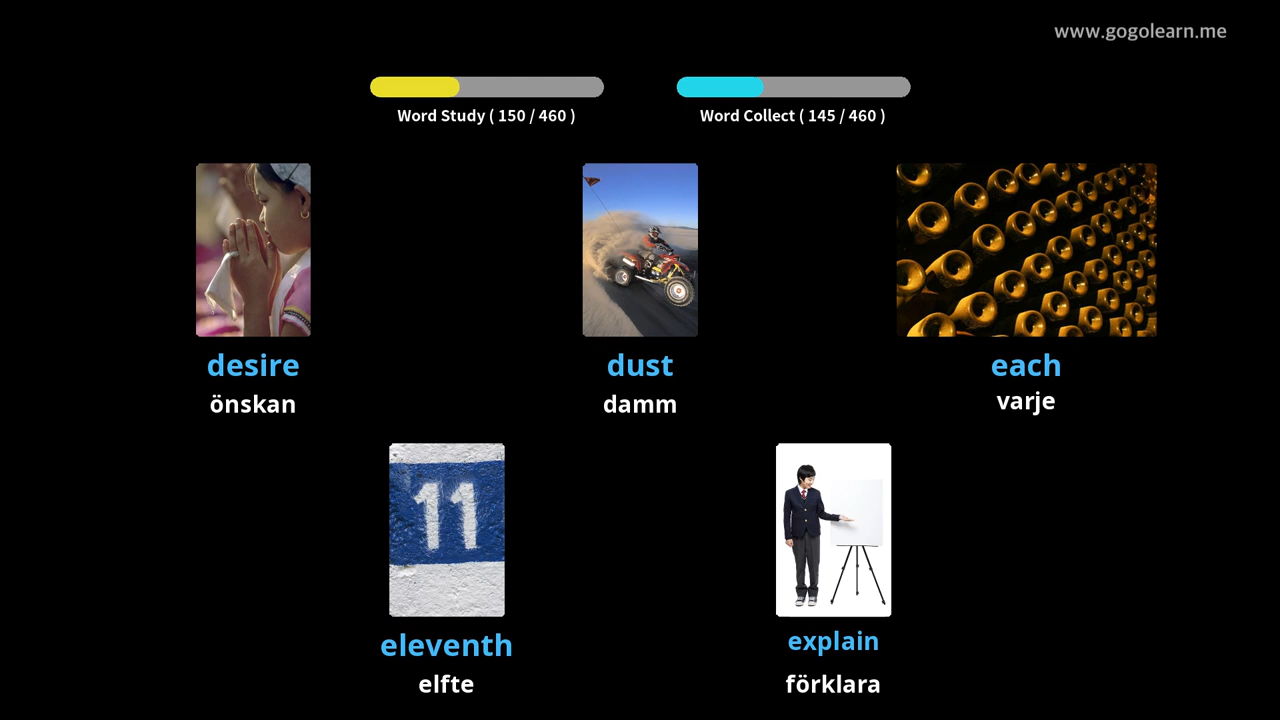 www.gogolearn.me
Word Study ( 150 / 460 )
Word Collect ( 145 / 460 )
desire
önskan
dust
damm
each
varje
11
eleventh
elfte
explain
förklara